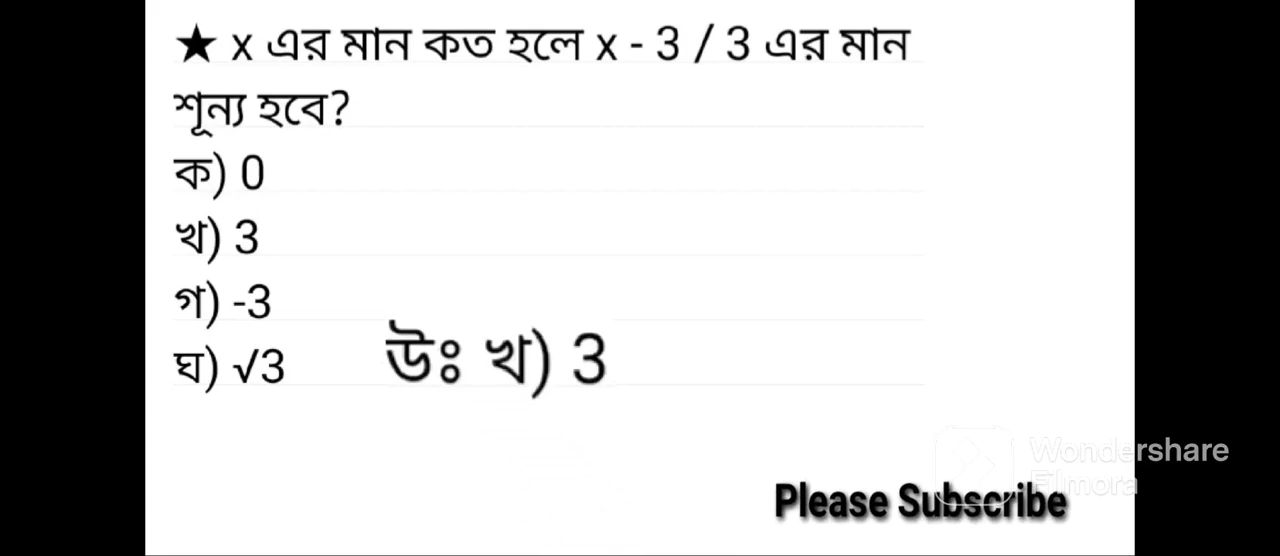 ★ x এর মান কত হলে x - 3 / 3 এর মান
শূন্য হবে?
ক) 0
খ) 3
গ) -3
ঘ) √3
উঃ খ) 3
Wondershare
Filmora
Please Subscribe